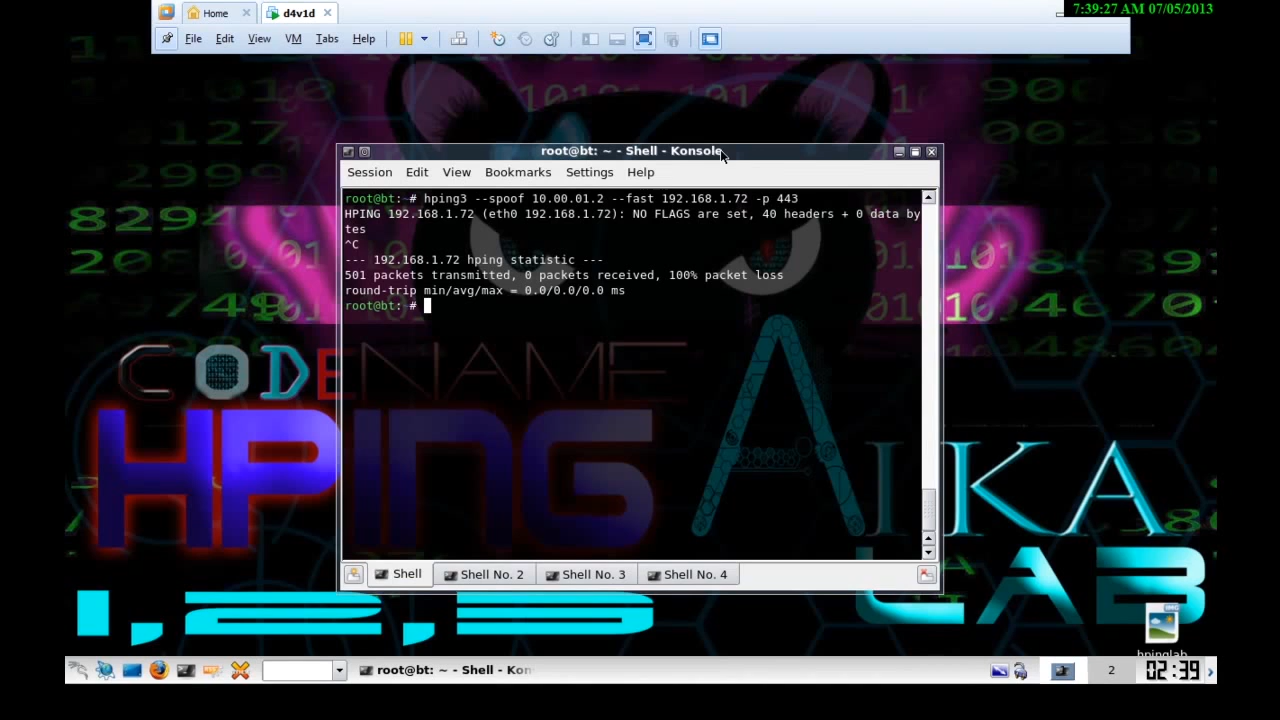 7:39:27 AM 07/05/2013
Home
d4v1d
File Edit View VM Tabs Help
root@bt: ~ - Shell - Konsole
Session Edit View Bookmarks Settings Help
root@bt:~# hping3 --spoof 10.00.01.2 --fast 192.168.1.72 -p 443
HPING 192.168.1.72 (eth0 192.168.1.72): NO FLAGS are set, 40 headers + 0 data by
tes
^C
--- 192.168.1.72 hping statistic ---
501 packets transmitted, 0 packets received, 100% packet loss
round-trip min/avg/max = 0.0/0.0/0.0 ms
root@bt:~#
CODENAME
HPING
AIKA
LAB
1,2,5
Shell Shell No. 2 Shell No. 3 Shell No. 4
hpinglab
root@bt: ~ - Shell - Kon
2
02:39